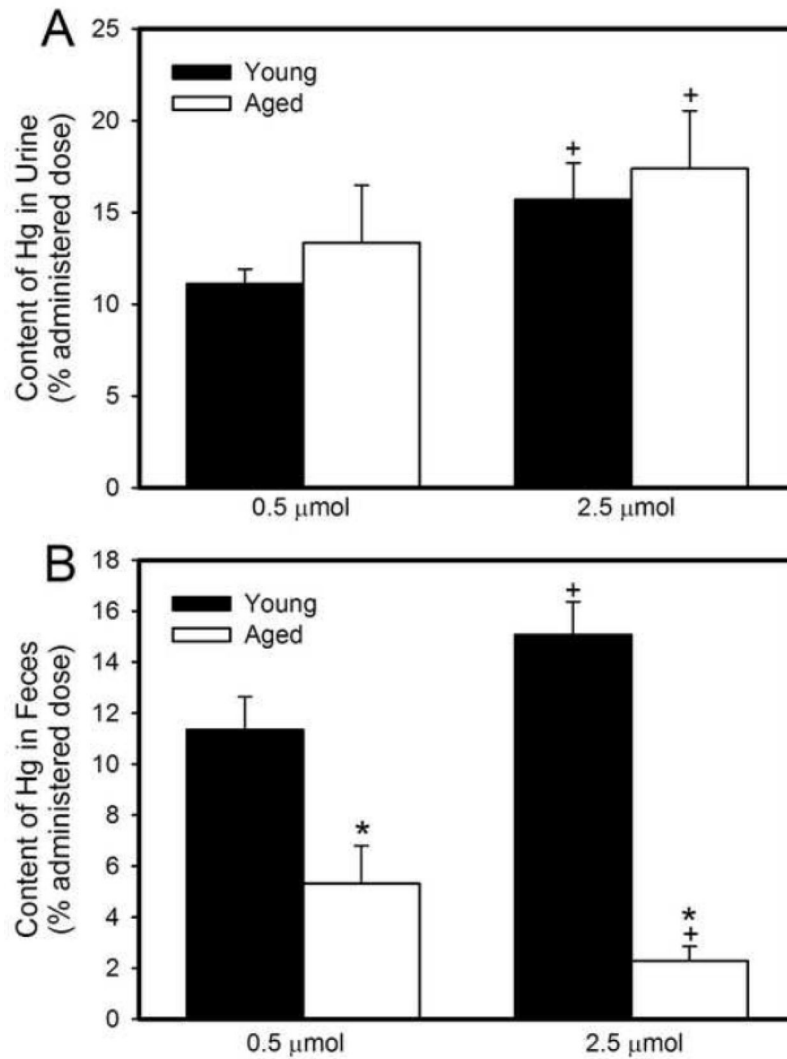 A
25
20
15
10
5
0
Content of Hg in Urine
(% administered dose)
Young
Aged
+
+
0.5 μmol
2.5 μmol
B
18
16
14
12
10
8
6
4
2
0
Content of Hg in Feces
(% administered dose)
Young
Aged
*
+
*
+
0.5 μmol
2.5 μmol